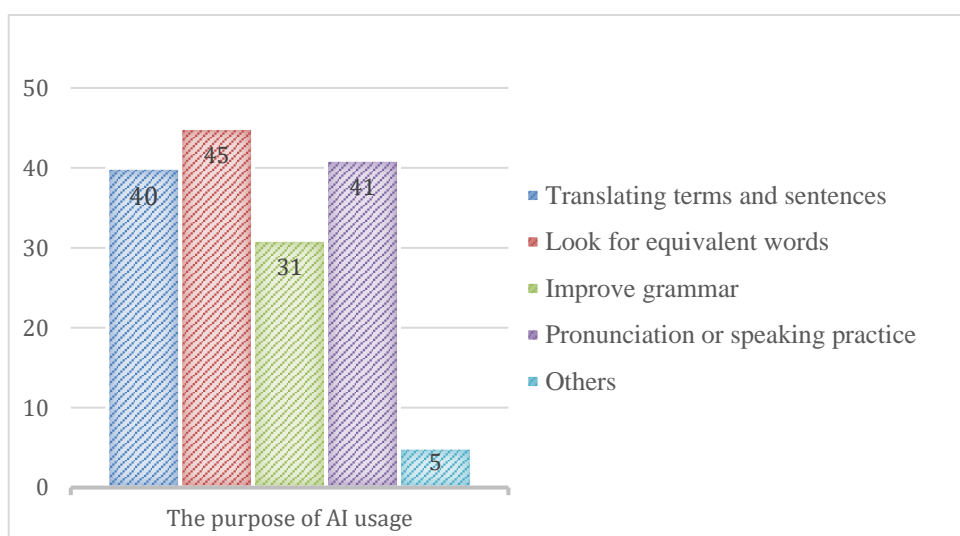 50
40
30
20
10
0
40
45
31
41
5
The purpose of AI usage
Translating terms and sentences
Look for equivalent words
Improve grammar
Pronunciation or speaking practice
Others